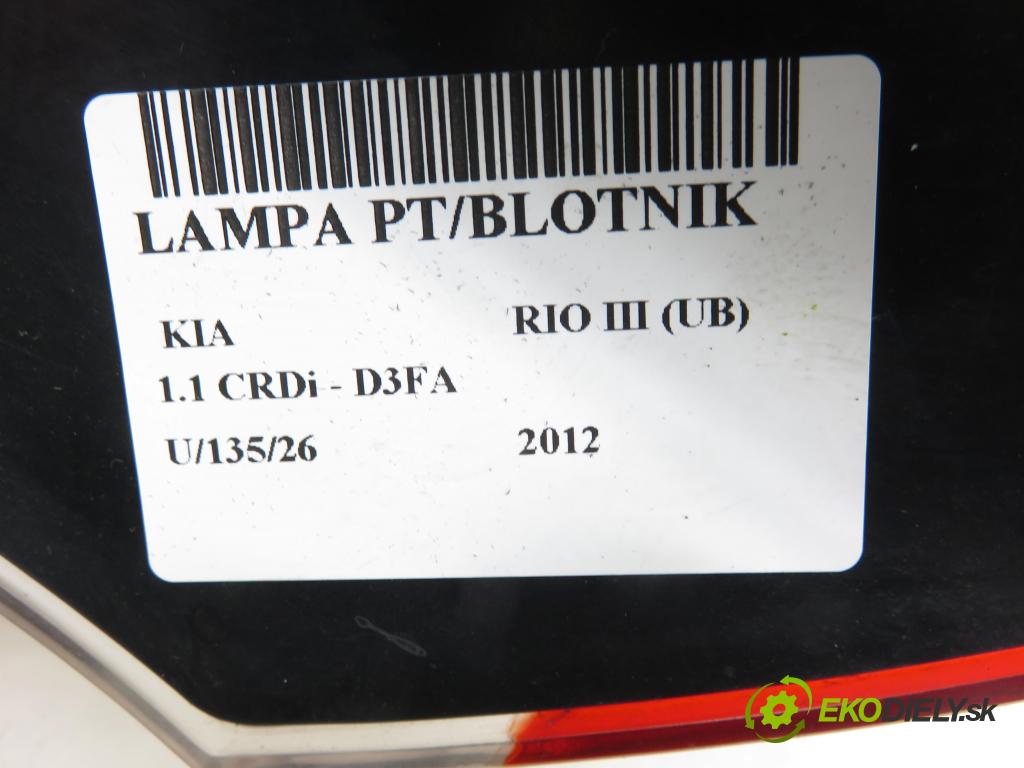 LAMPA PT/BLOTNIK
KIA RIO III (UB)
1.1 CRDi - D3FA
U/135/26 2012
EKODIELY.sk